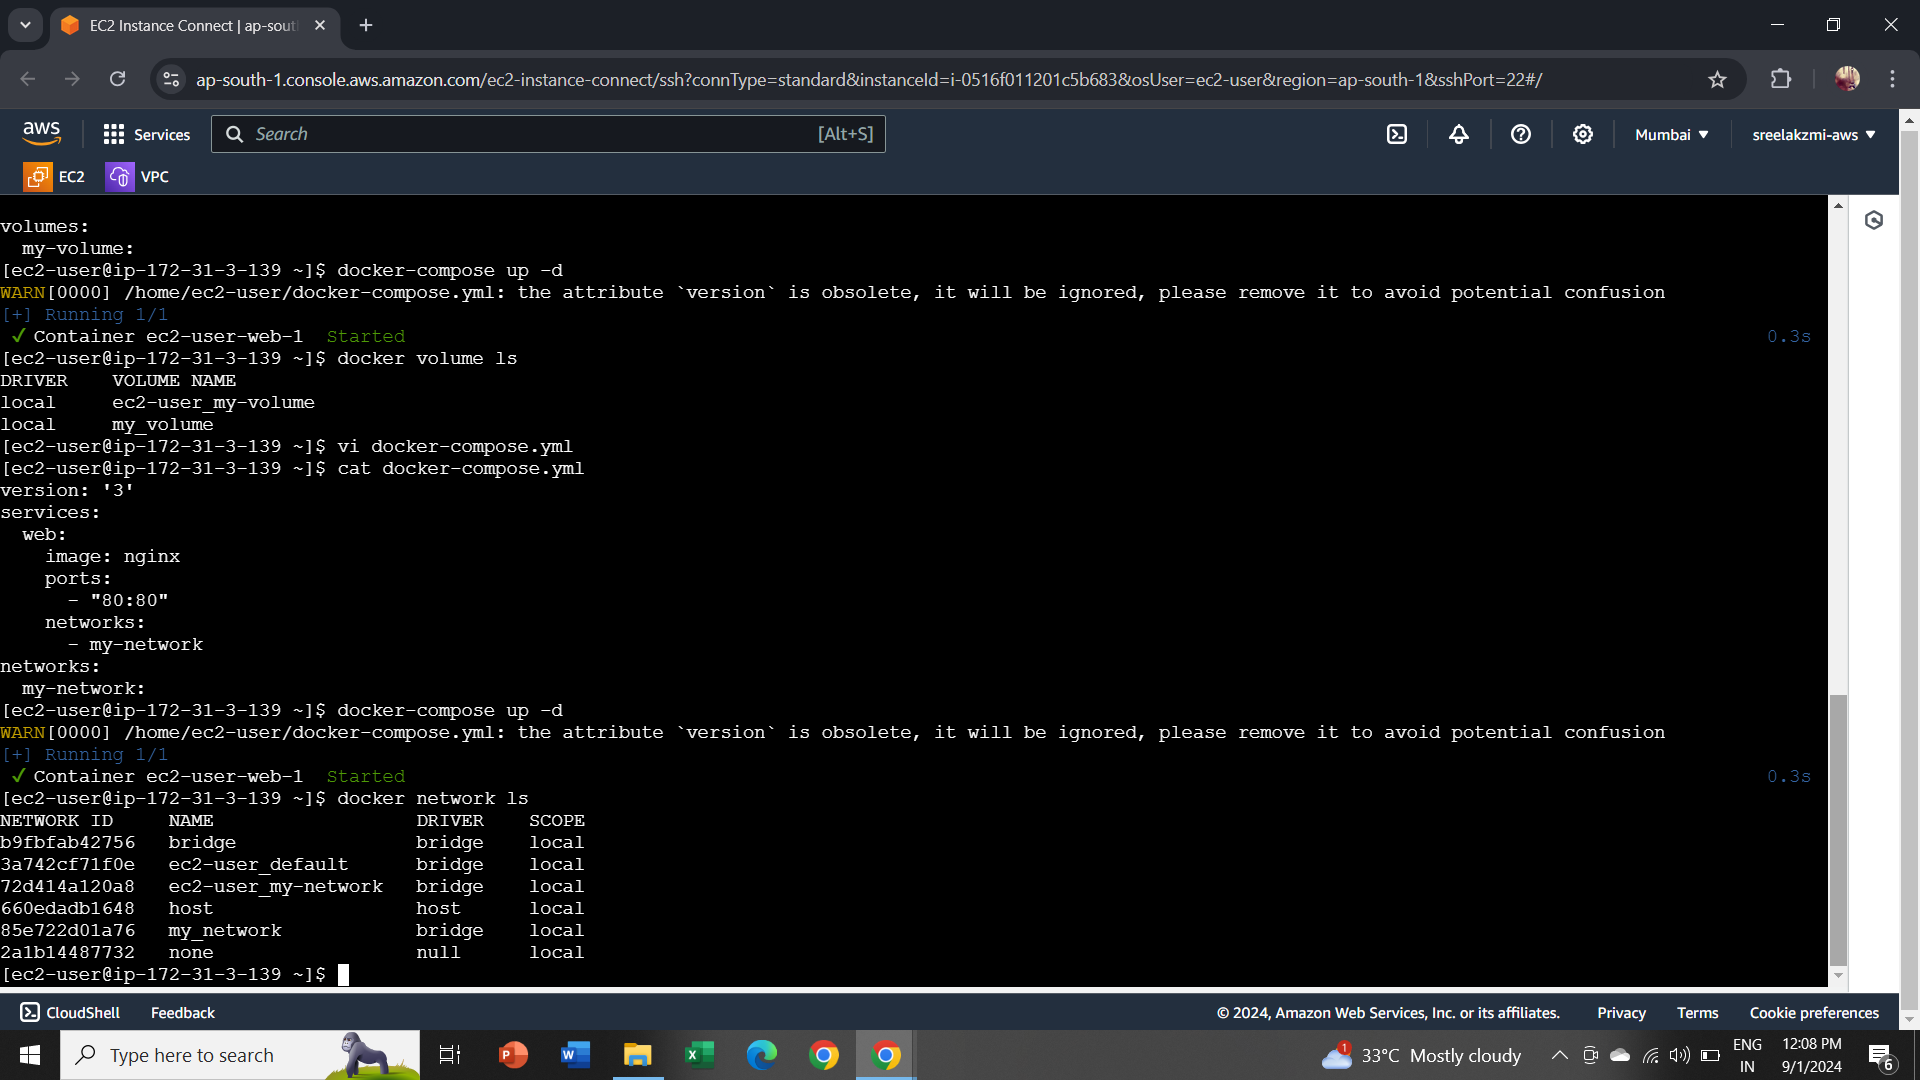 EC2 Instance Connect | ap-sout
ap-south-1.console.aws.amazon.com/ec2-instance-connect/ssh?connType=standard&instanceId=i-0516f011201c5b683&osUser=ec2-user&region=ap-south-1&sshPort=22#/
aws Services Search [Alt+S] Mumbai sreelakzmi-aws
EC2 VPC
volumes:
  my-volume:
[ec2-user@ip-172-31-3-139 ~]$ docker-compose up -d
WARN[0000] /home/ec2-user/docker-compose.yml: the attribute `version` is obsolete, it will be ignored, please remove it to avoid potential confusion
[+] Running 1/1
 ✓ Container ec2-user-web-1  Started 0.3s
[ec2-user@ip-172-31-3-139 ~]$ docker volume ls
DRIVER    VOLUME NAME
local     ec2-user_my-volume
local     my_volume
[ec2-user@ip-172-31-3-139 ~]$ vi docker-compose.yml
[ec2-user@ip-172-31-3-139 ~]$ cat docker-compose.yml
version: '3'
services:
  web:
    image: nginx
    ports:
      - "80:80"
    networks:
      - my-network
networks:
  my-network:
[ec2-user@ip-172-31-3-139 ~]$ docker-compose up -d
WARN[0000] /home/ec2-user/docker-compose.yml: the attribute `version` is obsolete, it will be ignored, please remove it to avoid potential confusion
[+] Running 1/1
 ✓ Container ec2-user-web-1  Started 0.3s
[ec2-user@ip-172-31-3-139 ~]$ docker network ls
NETWORK ID     NAME                  DRIVER    SCOPE
b9fbfab42756   bridge                bridge    local
3a742cf71f0e   ec2-user_default      bridge    local
72d414a120a8   ec2-user_my-network   bridge    local
660edadb1648   host                  host      local
85e722d01a76   my_network            bridge    local
2a1b14487732   none                  null      local
[ec2-user@ip-172-31-3-139 ~]$
CloudShell Feedback © 2024, Amazon Web Services, Inc. or its affiliates. Privacy Terms Cookie preferences
Type here to search 1 33°C Mostly cloudy ENG IN 12:08 PM 9/1/2024 6